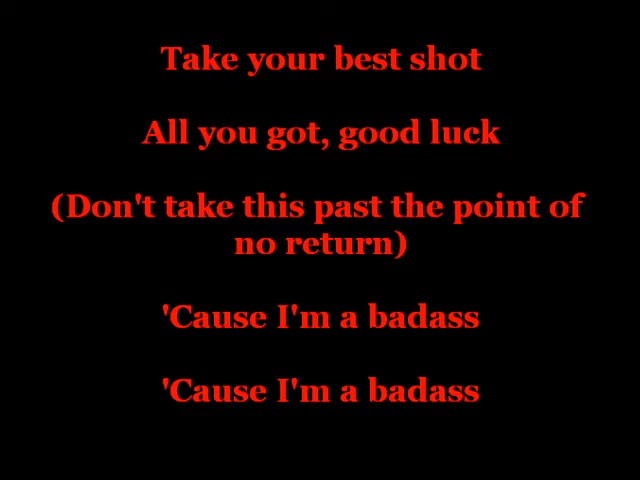 Take your best shot
All you got, good luck
(Don't take this past the point of
no return)
'Cause I'm a badass
'Cause I'm a badass